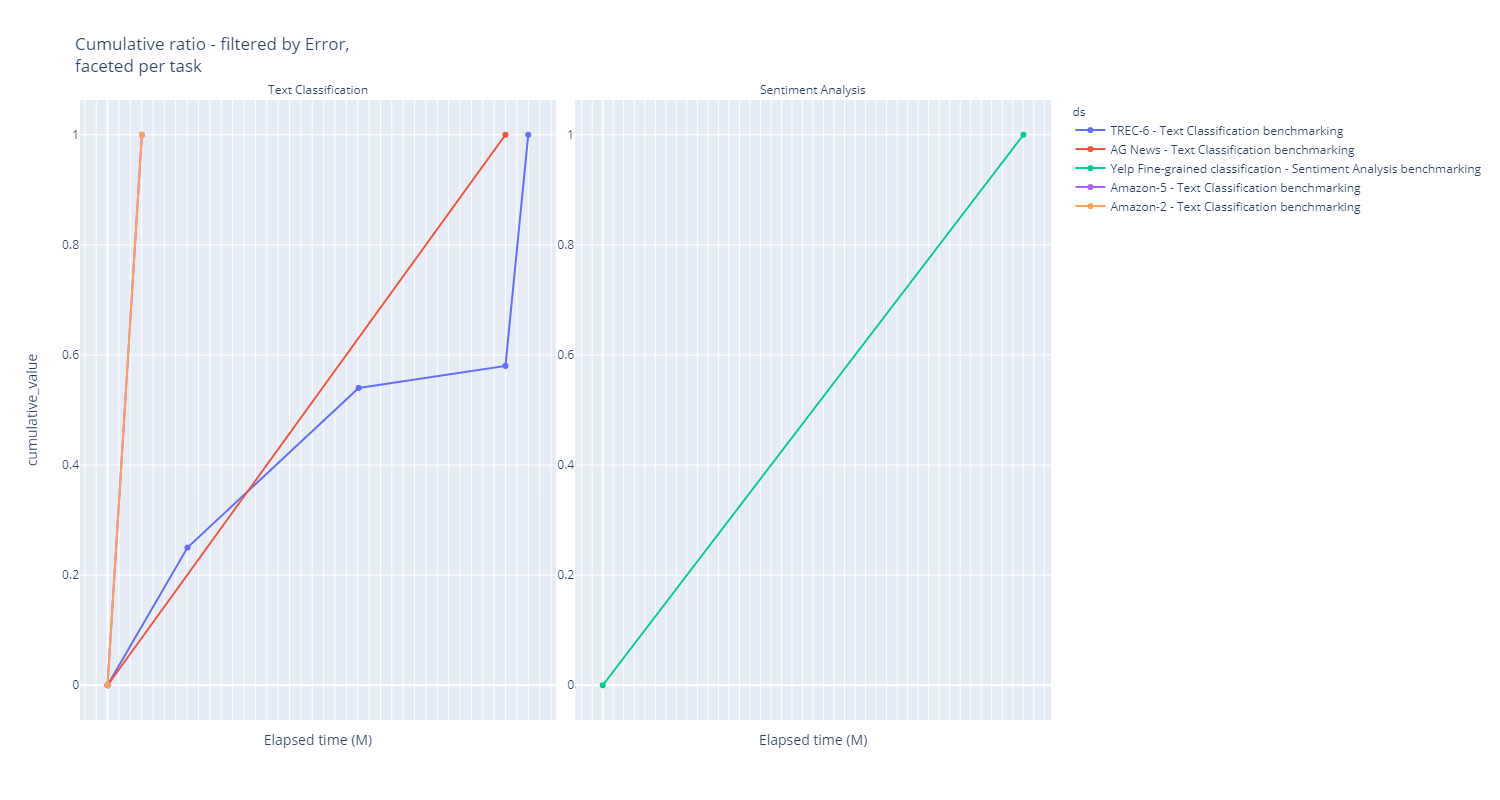 Cumulative ratio - filtered by Error,
faceted per task
Text Classification
Sentiment Analysis
cumulative_value
1
0.8
0.6
0.4
0.2
0
1
0.8
0.6
0.4
0.2
0
Elapsed time (M)
Elapsed time (M)
ds
TREC-6 - Text Classification benchmarking
AG News - Text Classification benchmarking
Yelp Fine-grained classification - Sentiment Analysis benchmarking
Amazon-5 - Text Classification benchmarking
Amazon-2 - Text Classification benchmarking